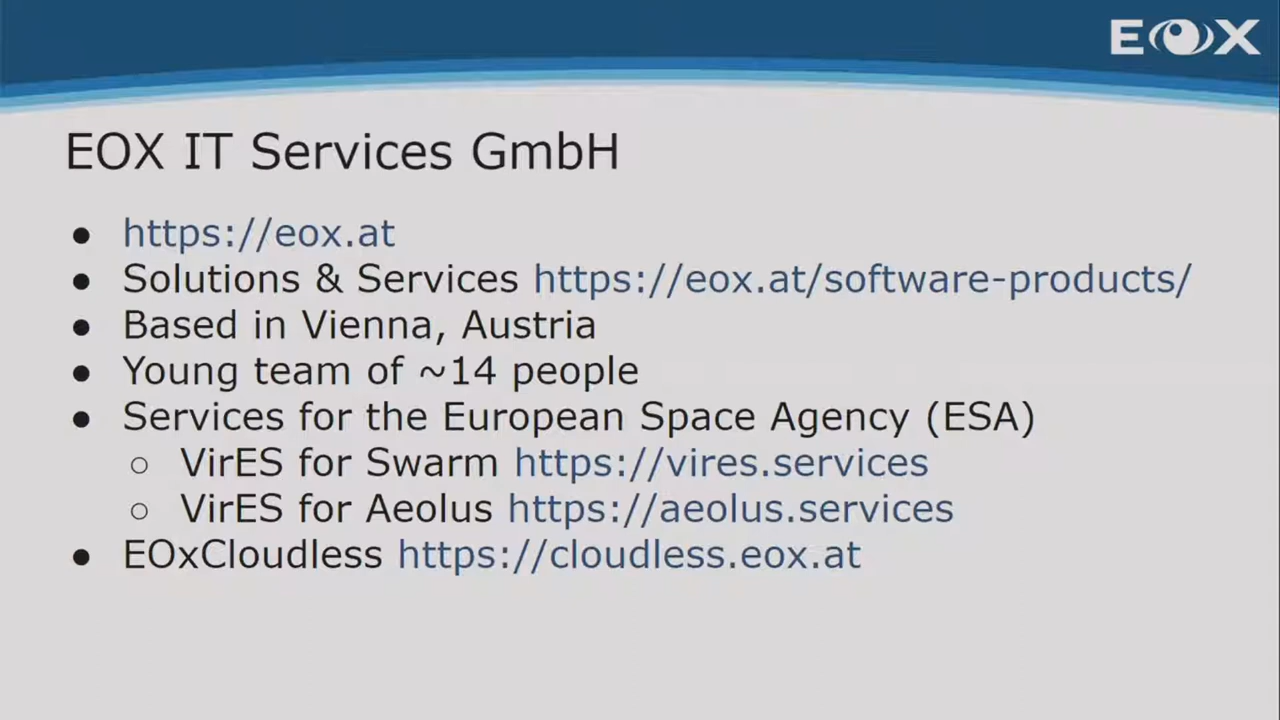 EOX
EOX IT Services GmbH
● https://eox.at
● Solutions & Services https://eox.at/software-products/
● Based in Vienna, Austria
● Young team of ~14 people
● Services for the European Space Agency (ESA)
○ VirES for Swarm https://vires.services
○ VirES for Aeolus https://aeolus.services
● EOxCloudless https://cloudless.eox.at